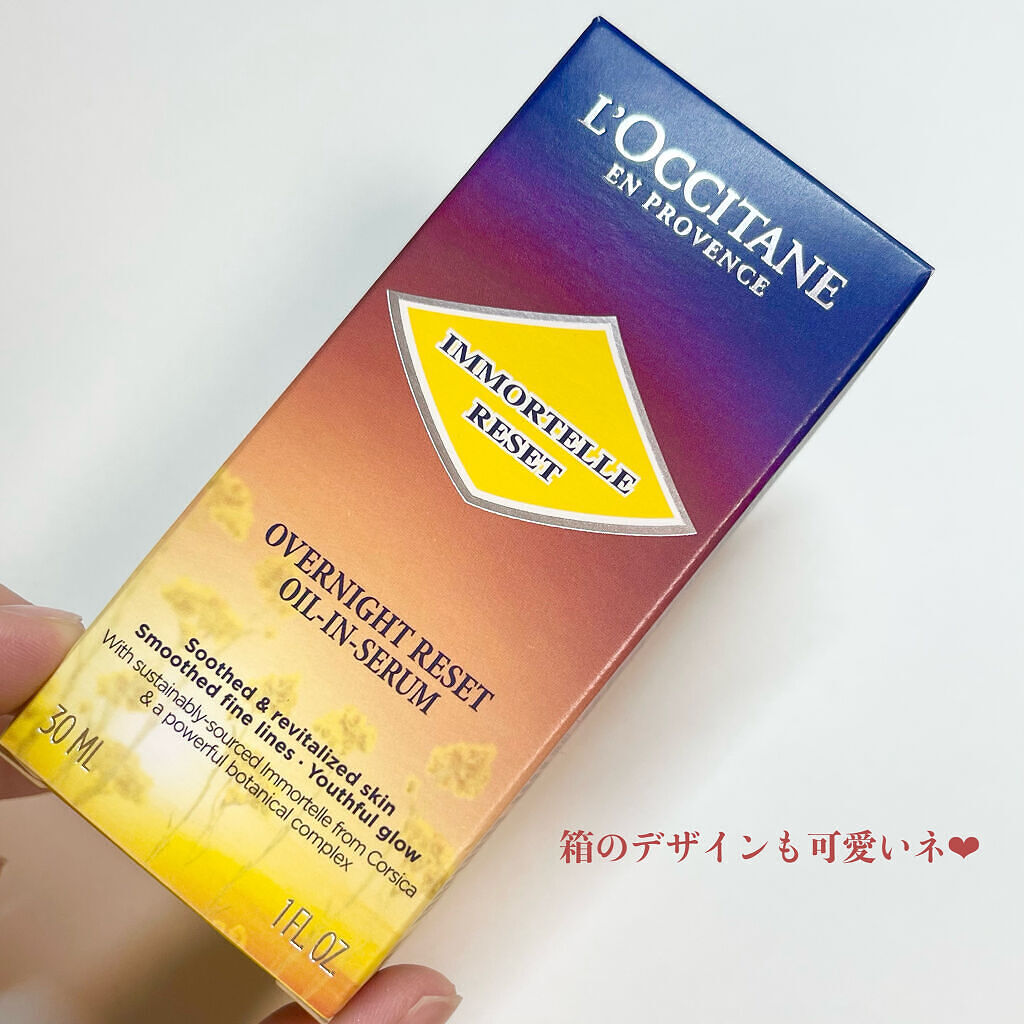 L'OCCITANE
EN PROVENCE
IMMORTELLE
RESET
OVERNIGHT RESET
OIL-IN-SERUM
Soothed & revitalized skin
Smoothed fine lines · Youthful glow
With sustainably-sourced Immortelle from Corsica
& a powerful botanical complex
30 ML
1 FL OZ.
箱のデザインも可愛いネ❤